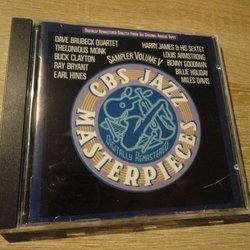 DIGITALLY REMASTERED DIRECTLY FROM THE ORIGINAL ANALOG TAPES
DAVE BRUBECK QUARTET
THELONIOUS MONK
BUCK CLAYTON
RAY BRYANT
EARL HINES
HARRY JAMES & HIS SEXTET
LOUIS ARMSTRONG
BENNY GOODMAN
BILLIE HOLIDAY
MILES DAVIS
SAMPLER VOLUME V
CBS JAZZ
MASTERPIECES
DIGITALLY REMASTERED